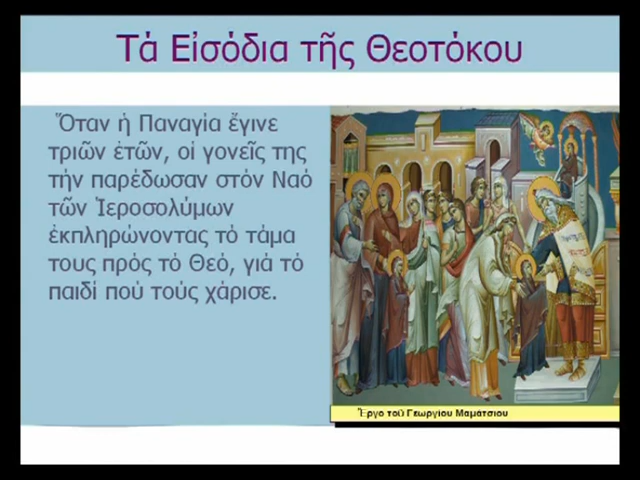 Τά Εἰσόδια τῆς Θεοτόκου
Ὅταν ἡ Παναγία ἔγινε
τριῶν ἐτῶν, οἱ γονεῖς της
τήν παρέδωσαν στόν Ναό
τῶν Ἱεροσολύμων
ἐκπληρώνοντας τό τάμα
τους πρός τό Θεό, γιά τό
παιδί πού τούς χάρισε.
Ἔργο τοῦ Γεωργίου Μαμάτσιου